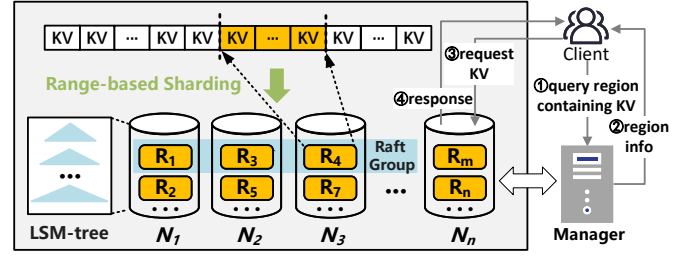 KV KV ... KV KV KV ... KV KV ... KV
Range-based Sharding
③request
KV
④response
Client
①query region
containing KV
②region
info
R1 R3 R4 Raft
Group Rm
R2 R5 R7 ... Rn
... ... ... ... ...
LSM-tree N1 N2 N3 Nn
Manager